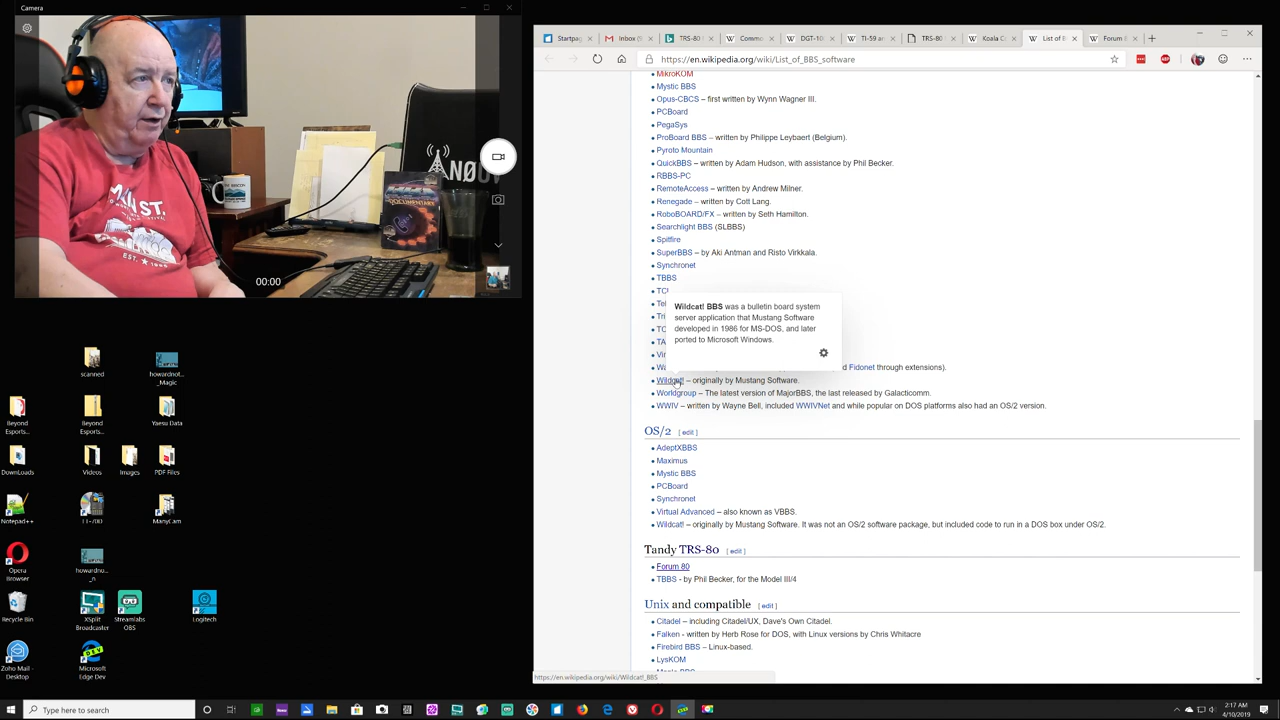 Camera
MAIN ST.
EST. ★ 1993
DOCUMENTARY
00:00
scanned
howardnot... _Magic
Beyond Esports...
Beyond Esports...
Yaesu Data
DownLoads
Videos
Images
PDF Files
Notepad++
ManyCam
Opera Browser
howardno... _n
Recycle Bin
XSplit Broadcaster
Streamlabs OBS
Logitech
Zoho Mail - Desktop
Microsoft Edge Dev
Startpag
Inbox (9
TRS-80
Commo
DGT-10
TI-59 ar
TRS-80
Koala Co
List of B
Forum 8
https://en.wikipedia.org/wiki/List_of_BBS_software
MikroKOM
Mystic BBS
Opus-CBCS – first written by Wynn Wagner III.
PCBoard
PegaSys
ProBoard BBS – written by Philippe Leybaert (Belgium).
Pyroto Mountain
QuickBBS – written by Adam Hudson, with assistance by Phil Becker.
RBBS-PC
RemoteAccess – written by Andrew Milner.
Renegade – written by Cott Lang.
RoboBOARD/FX – written by Seth Hamilton.
Searchlight BBS (SLBBS)
Spitfire
SuperBBS – by Aki Antman and Risto Virkkala.
Synchronet
TBBS
Wildcat! BBS was a bulletin board system
server application that Mustang Software
developed in 1986 for MS-DOS, and later
ported to Microsoft Windows.
Fidonet through extensions).
Wildcat! – originally by Mustang Software.
Worldgroup – The latest version of MajorBBS, the last released by Galacticomm.
WWIV – written by Wayne Bell, included WWIVNet and while popular on DOS platforms also had an OS/2 version.
OS/2 [ edit ]
AdeptXBBS
Maximus
Mystic BBS
PCBoard
Synchronet
Virtual Advanced – also known as VBBS.
Wildcat! – originally by Mustang Software. It was not an OS/2 software package, but included code to run in a DOS box under OS/2.
Tandy TRS-80 [ edit ]
Forum 80
TBBS - by Phil Becker, for the Model III/4
Unix and compatible [ edit ]
Citadel – including Citadel/UX, Dave's Own Citadel.
Falken - written by Herb Rose for DOS, with Linux versions by Chris Whitacre
Firebird BBS – Linux-based.
LysKOM
https://en.wikipedia.org/wiki/Wildcat!_BBS
Type here to search
2:17 AM
4/10/2019